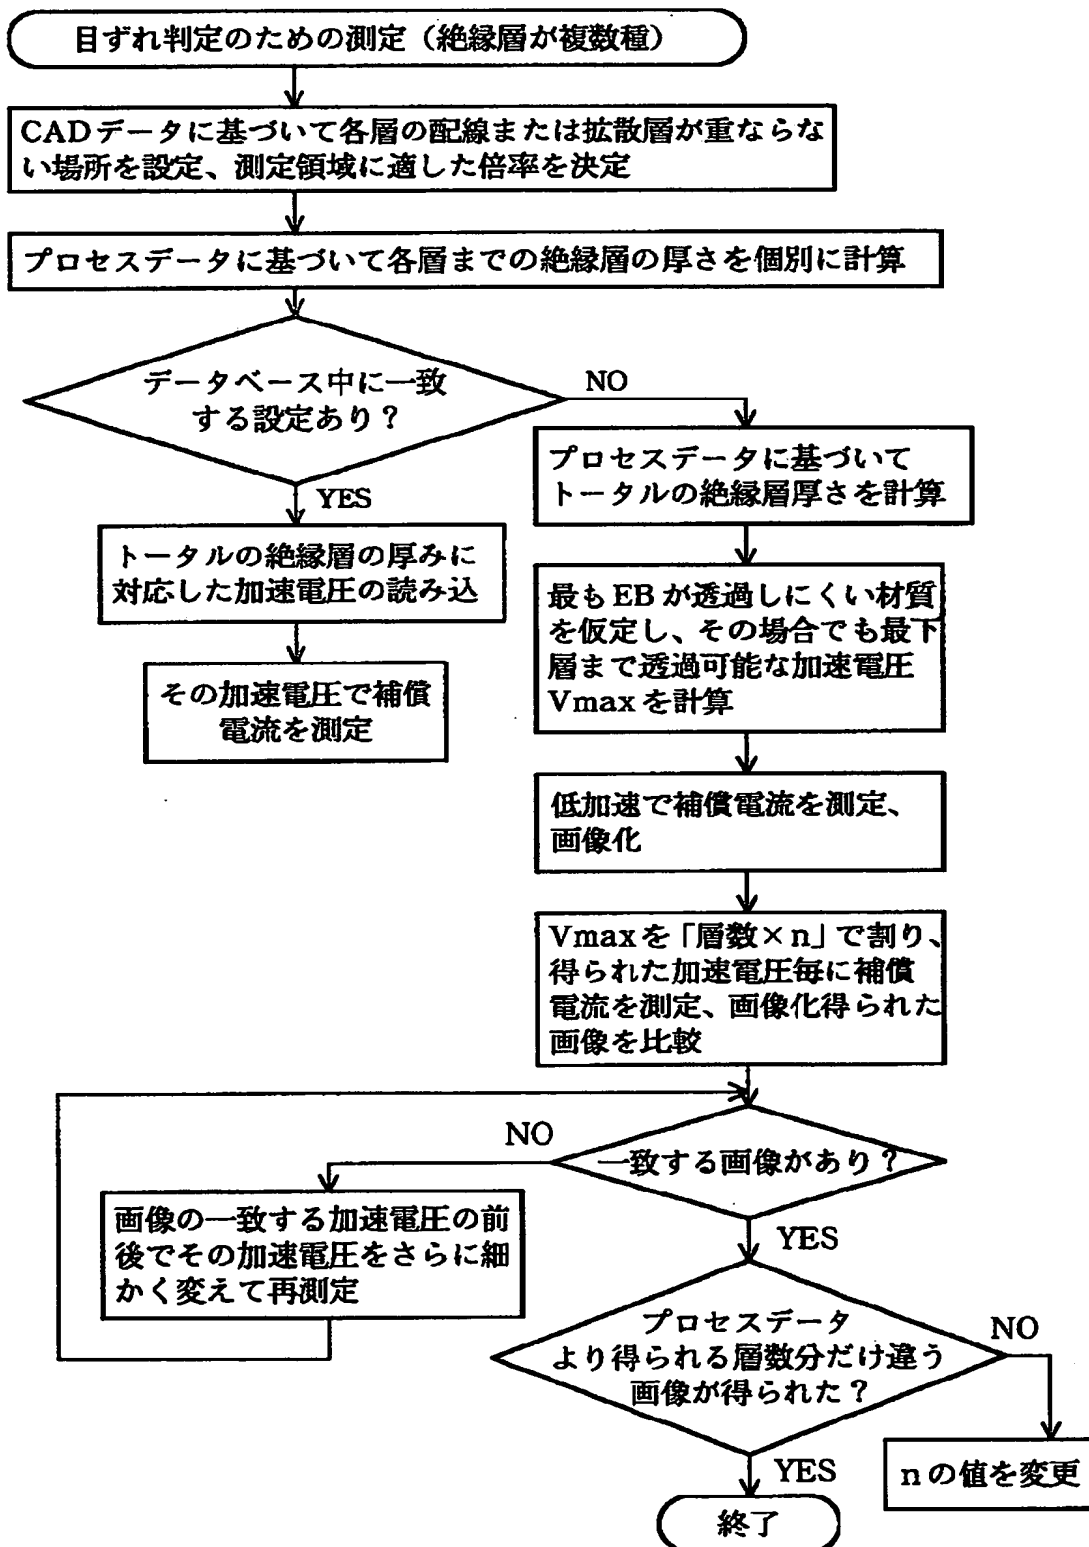 目ずれ判定のための測定（絶縁層が複数種）
CADデータに基づいて各層の配線または拡散層が重ならな
い場所を設定、測定領域に適した倍率を決定
プロセスデータに基づいて各層までの絶縁層の厚さを個別に計算
データベース中に一致
する設定あり？
NO
YES
トータルの絶縁層の厚みに
対応した加速電圧の読み込
その加速電圧で補償
電流を測定
プロセスデータに基づいて
トータルの絶縁層厚さを計算
最もEBが透過しにくい材質
を仮定し、その場合でも最下
層まで透過可能な加速電圧
Vmaxを計算
低加速で補償電流を測定、
画像化
Vmaxを「層数×n」で割り、
得られた加速電圧毎に補償
電流を測定、画像化得られた
画像を比較
一致する画像があり？
NO
YES
画像の一致する加速電圧の前
後でその加速電圧をさらに細
かく変えて再測定
プロセスデータ
より得られる層数分だけ違う
画像が得られた？
NO
YES
nの値を変更
終了